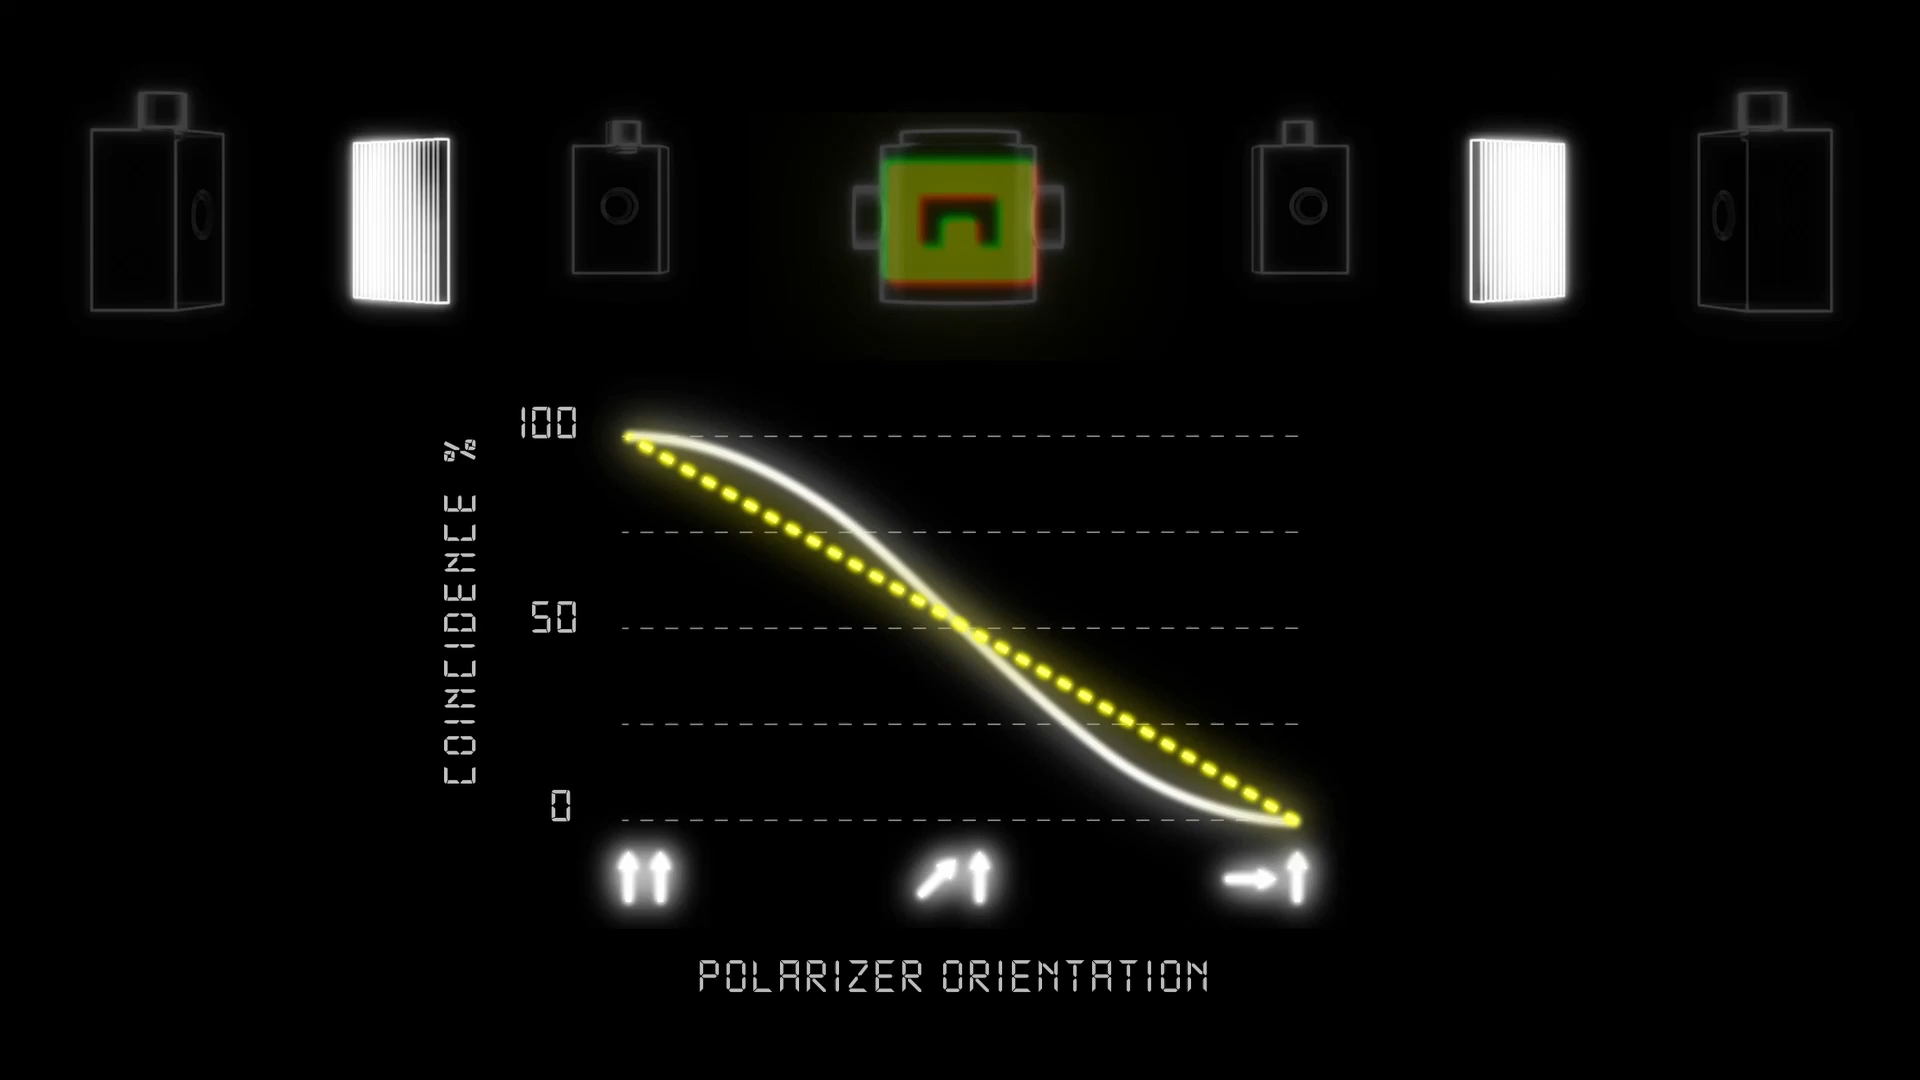 100
50
0
COINCIDENCE %
POLARIZER ORIENTATION